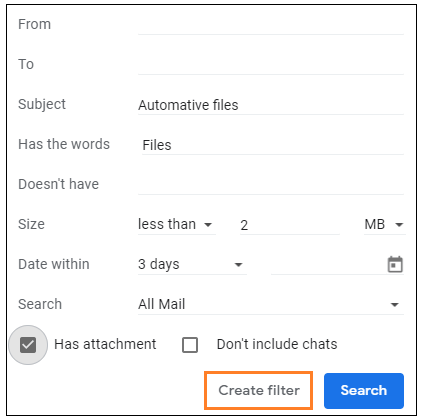 From
To
Subject Automative files
Has the words Files
Doesn't have
Size less than 2 MB
Date within 3 days
Search All Mail
Has attachment Don't include chats
Create filter Search